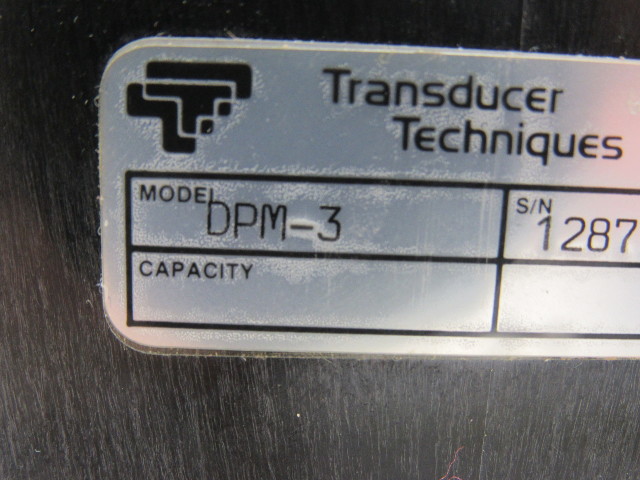 Transducer
Techniques
MODEL DPM-3
S/N 1287
CAPACITY